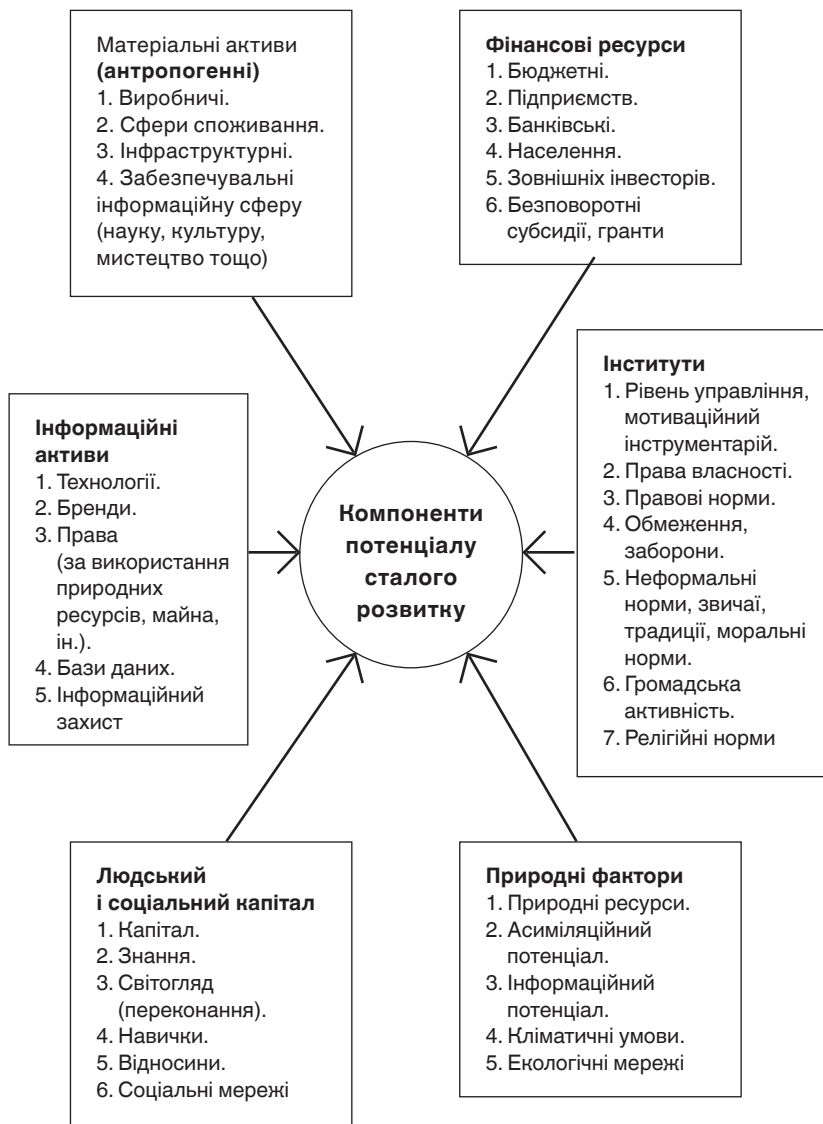 Матеріальні активи
(антропогенні)
1. Виробничі.
2. Сфери споживання.
3. Інфраструктурні.
4. Забезпечувальні
інформаційну сферу
(науку, культуру,
мистецтво тощо)
Фінансові ресурси
1. Бюджетні.
2. Підприємств.
3. Банківські.
4. Населення.
5. Зовнішніх інвесторів.
6. Безповоротні
субсидії, гранти
Інформаційні
активи
1. Технології.
2. Бренди.
3. Права
(за використання
природних
ресурсів, майна,
ін.).
4. Бази даних.
5. Інформаційний
захист
Компоненти
потенціалу
сталого
розвитку
Інститути
1. Рівень управління,
мотиваційний
інструментарій.
2. Права власності.
3. Правові норми.
4. Обмеження,
заборони.
5. Неформальні
норми, звичаї,
традиції, моральні
норми.
6. Громадська
активність.
7. Релігійні норми
Людський
і соціальний капітал
1. Капітал.
2. Знання.
3. Світогляд
(переконання).
4. Навички.
5. Відносини.
6. Соціальні мережі
Природні фактори
1. Природні ресурси.
2. Асиміляційний
потенціал.
3. Інформаційний
потенціал.
4. Кліматичні умови.
5. Екологічні мережі